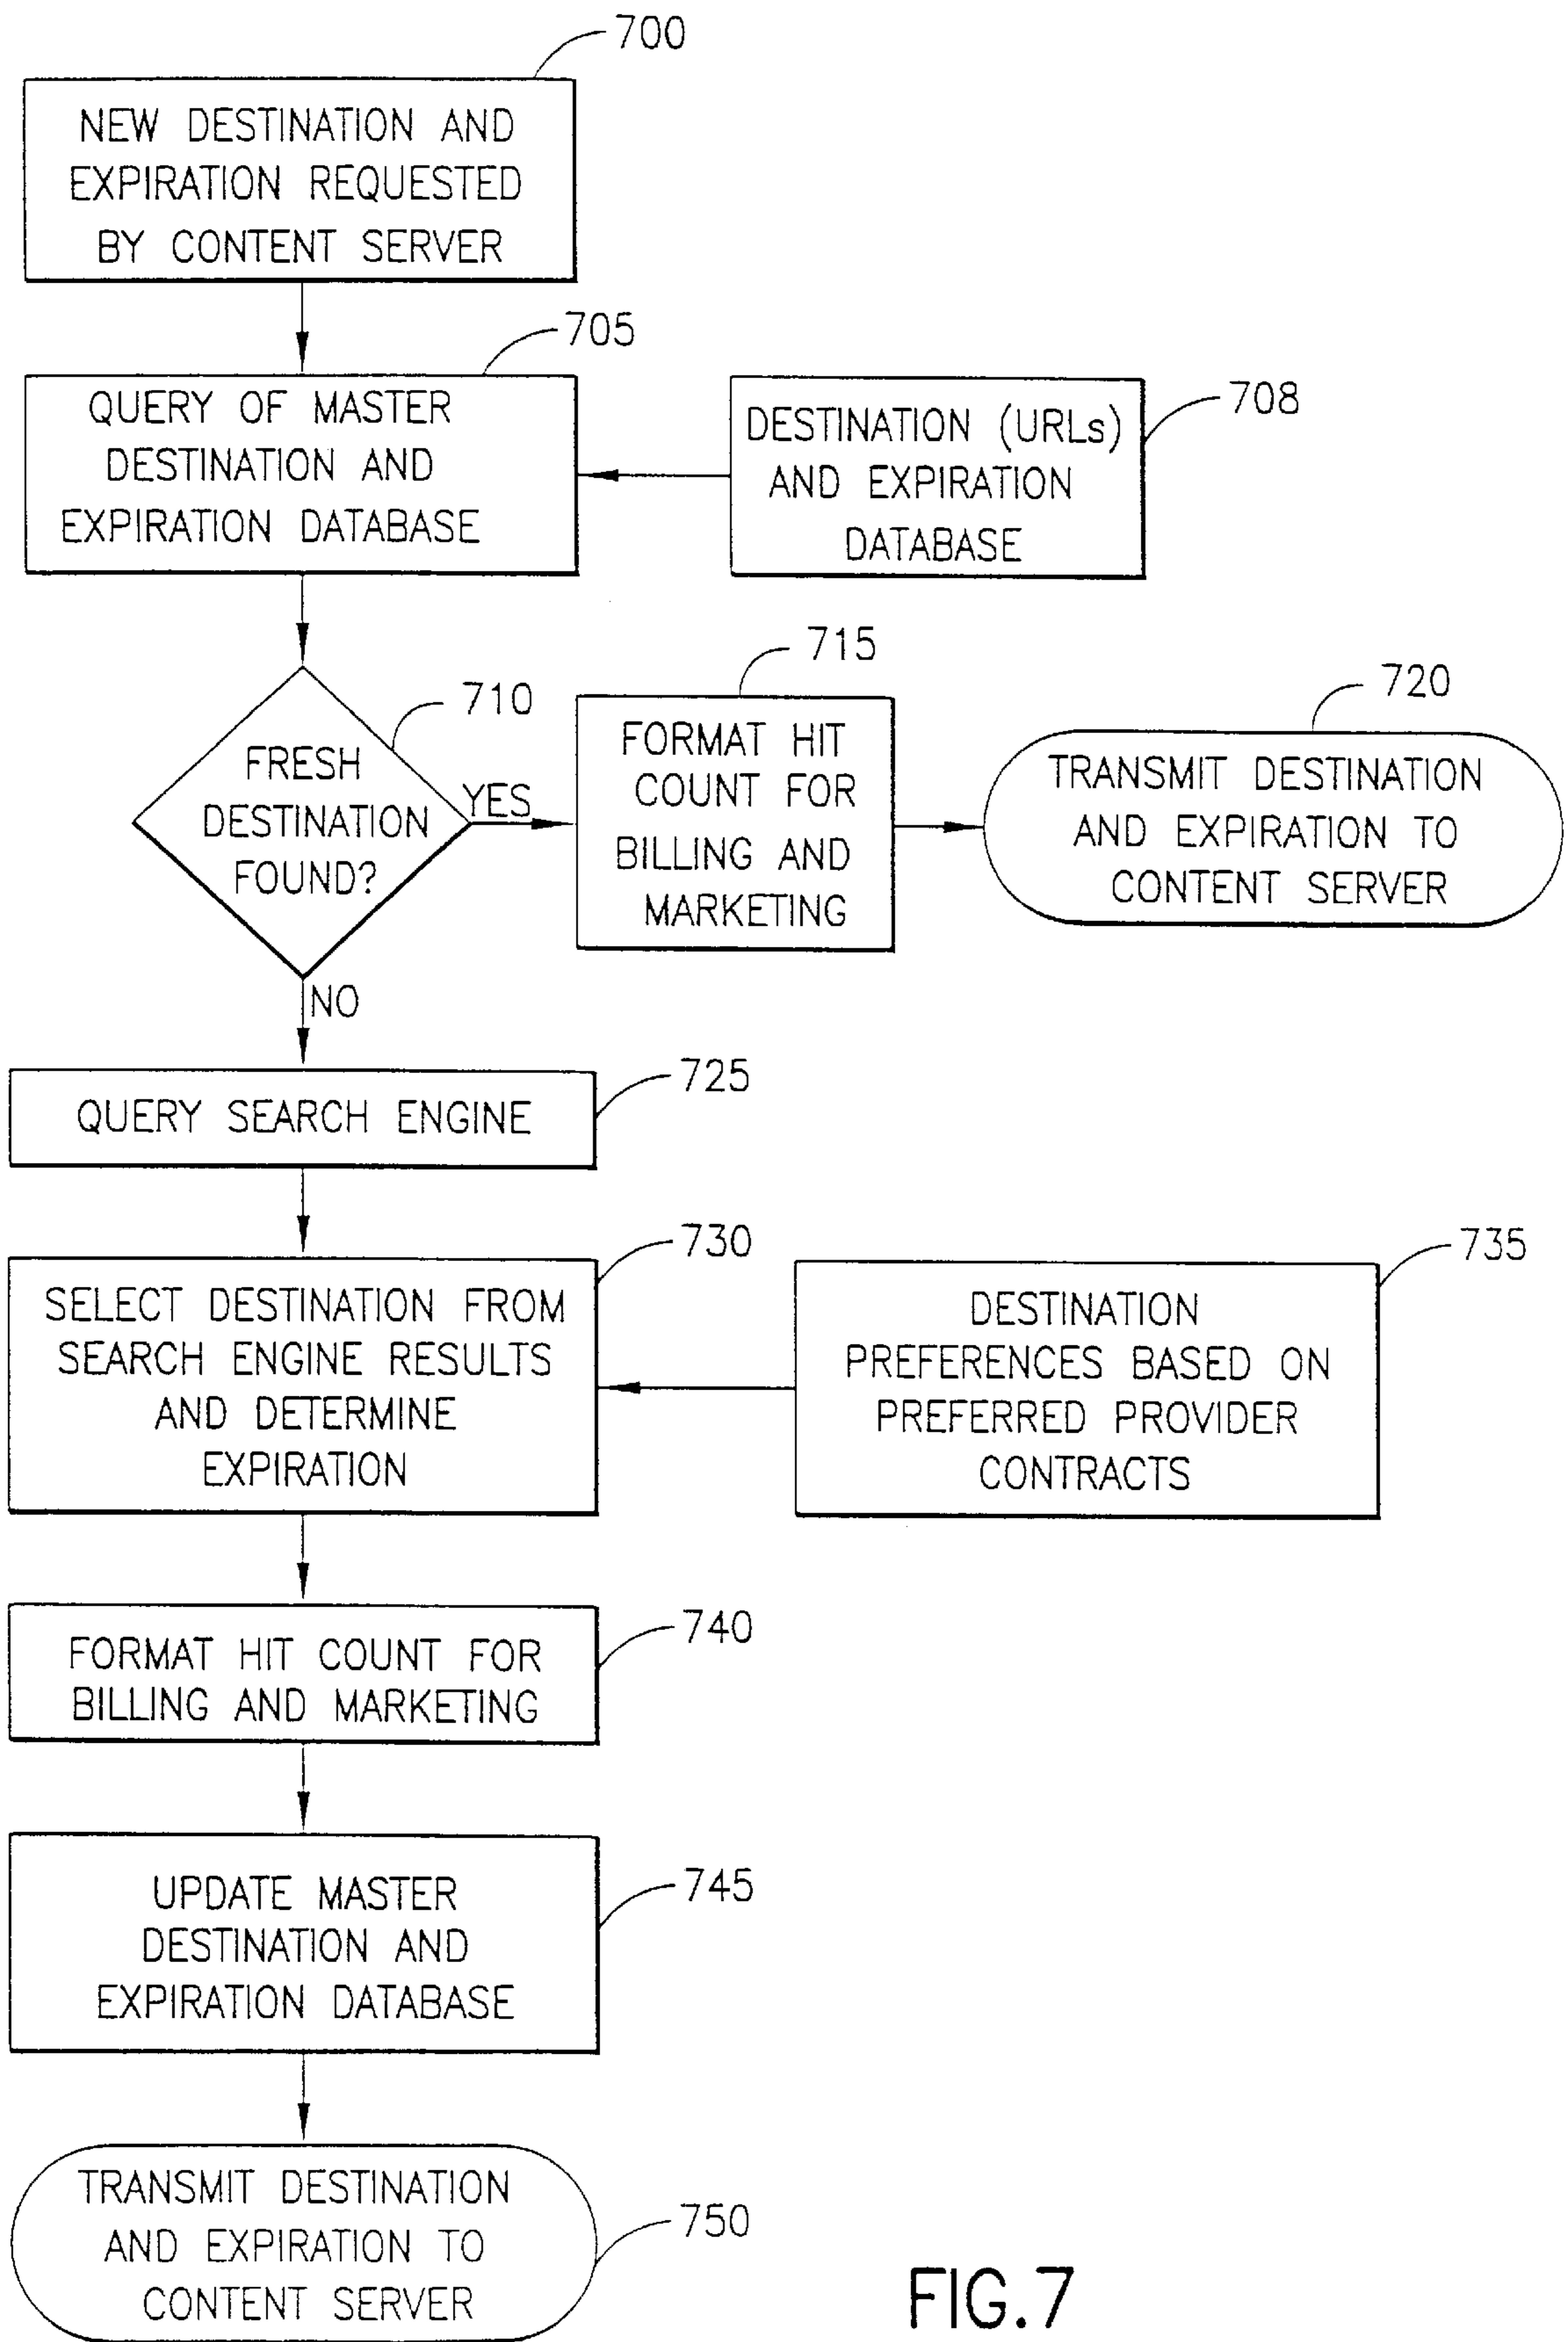 700
NEW DESTINATION AND
EXPIRATION REQUESTED
BY CONTENT SERVER
705
QUERY OF MASTER
DESTINATION AND
EXPIRATION DATABASE
708
DESTINATION (URLs)
AND EXPIRATION
DATABASE
710
FRESH
DESTINATION
FOUND?
YES
NO
715
FORMAT HIT
COUNT FOR
BILLING AND
MARKETING
720
TRANSMIT DESTINATION
AND EXPIRATION TO
CONTENT SERVER
725
QUERY SEARCH ENGINE
730
SELECT DESTINATION FROM
SEARCH ENGINE RESULTS
AND DETERMINE
EXPIRATION
735
DESTINATION
PREFERENCES BASED ON
PREFERRED PROVIDER
CONTRACTS
740
FORMAT HIT COUNT FOR
BILLING AND MARKETING
745
UPDATE MASTER
DESTINATION AND
EXPIRATION DATABASE
750
TRANSMIT DESTINATION
AND EXPIRATION TO
CONTENT SERVER
FIG.7